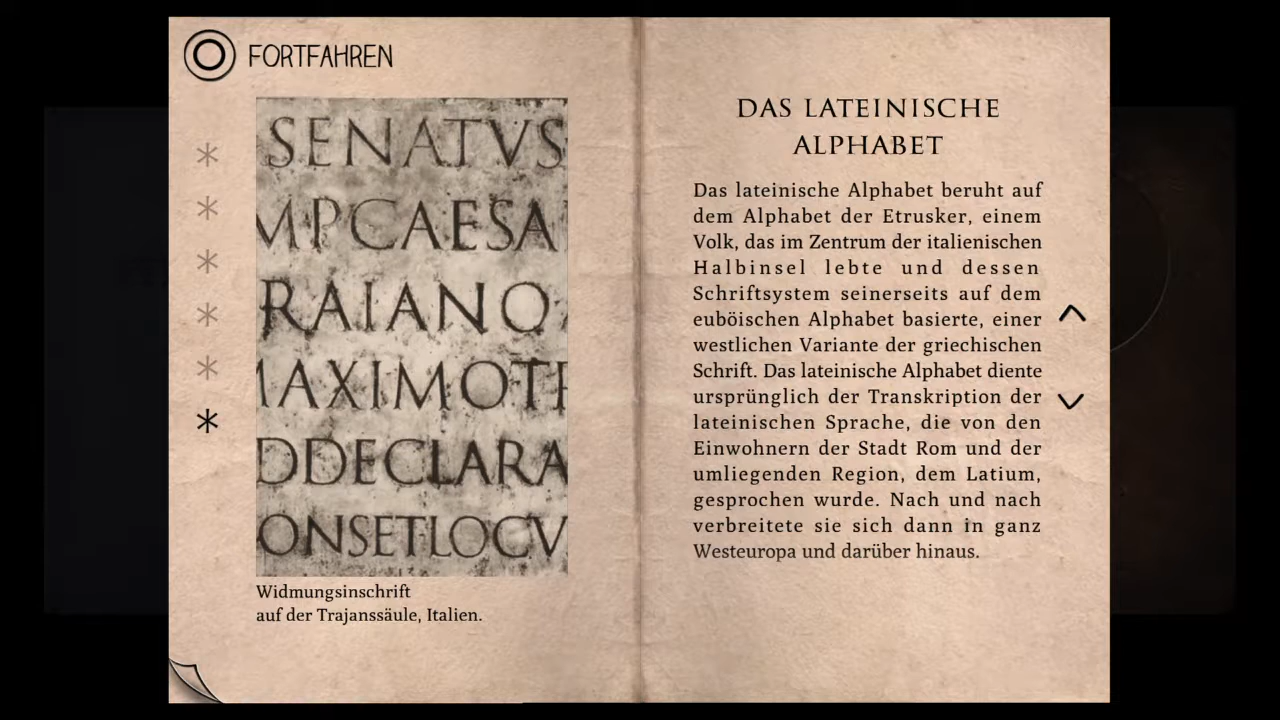 FORTFAHREN
SENATVS
MPCAESA
RAIANO
MAXIMOT
DDECLARA
ONSETLOCV
Widmungsinschrift
auf der Trajanssäule, Italien.
DAS LATEINISCHE
ALPHABET
Das lateinische Alphabet beruht auf
dem Alphabet der Etrusker, einem
Volk, das im Zentrum der italienischen
Halbinsel lebte und dessen
Schriftsystem seinerseits auf dem
euböischen Alphabet basierte, einer
westlichen Variante der griechischen
Schrift. Das lateinische Alphabet diente
ursprünglich der Transkription der
lateinischen Sprache, die von den
Einwohnern der Stadt Rom und der
umliegenden Region, dem Latium,
gesprochen wurde. Nach und nach
verbreitete sie sich dann in ganz
Westeuropa und darüber hinaus.